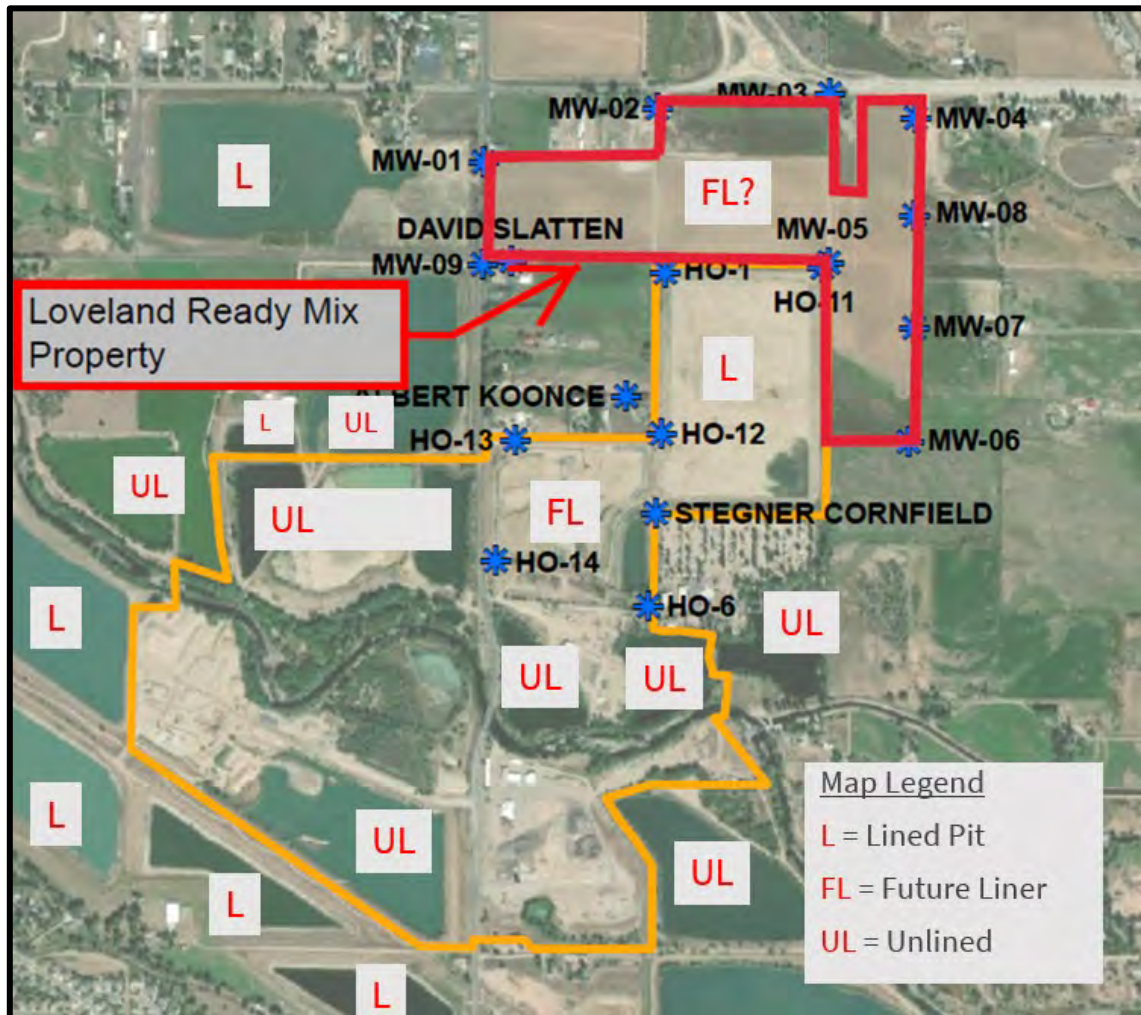 MW-03
MW-02
MW-04
MW-01
L
FL?
MW-08
DAVID SLATTEN
MW-05
MW-09
HO-1
HO-11
Loveland Ready Mix
Property
MW-07
L
ALBERT KOONCE
L
UL
HO-13
HO-12
MW-06
UL
UL
FL
STEGNER CORNFIELD
HO-14
L
HO-6
UL
UL
UL
Map Legend
L = Lined Pit
FL = Future Liner
UL = Unlined
L
UL
UL
L
L